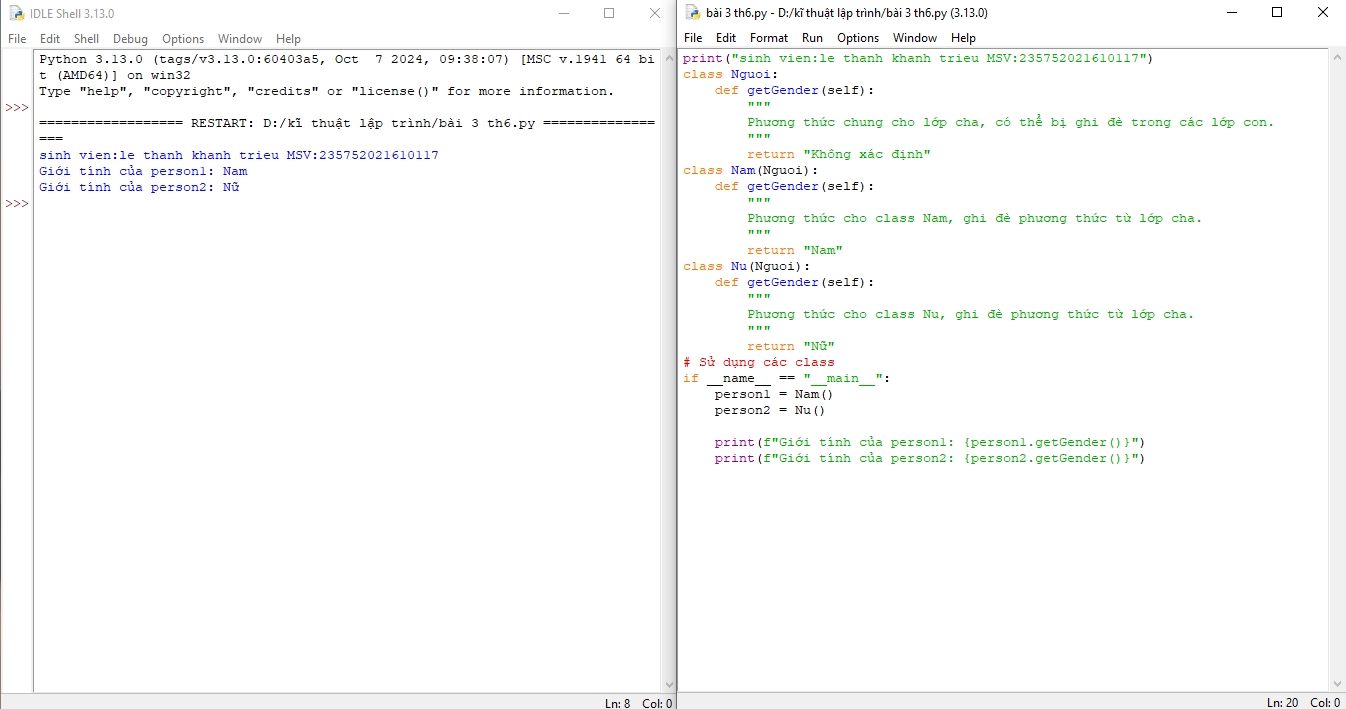 IDLE Shell 3.13.0
File Edit Shell Debug Options Window Help
Python 3.13.0 (tags/v3.13.0:60403a5, Oct  7 2024, 09:38:07) [MSC v.1941 64 bi
t (AMD64)] on win32
Type "help", "copyright", "credits" or "license()" for more information.
>>>
================== RESTART: D:/kĩ thuật lập trình/bài 3 th6.py ==============
===
sinh vien:le thanh khanh trieu MSV:235752021610117
Giới tính của person1: Nam
Giới tính của person2: Nữ
>>>
Ln: 8 Col: 0
bài 3 th6.py - D:/kĩ thuật lập trình/bài 3 th6.py (3.13.0)
File Edit Format Run Options Window Help
print("sinh vien:le thanh khanh trieu MSV:235752021610117")
class Nguoi:
    def getGender(self):
        """
        Phương thức chung cho lớp cha, có thể bị ghi đè trong các lớp con.
        """
        return "Không xác định"
class Nam(Nguoi):
    def getGender(self):
        """
        Phương thức cho class Nam, ghi đè phương thức từ lớp cha.
        """
        return "Nam"
class Nu(Nguoi):
    def getGender(self):
        """
        Phương thức cho class Nu, ghi đè phương thức từ lớp cha.
        """
        return "Nữ"
# Sử dụng các class
if __name__ == "__main__":
    person1 = Nam()
    person2 = Nu()
    print(f"Giới tính của person1: {person1.getGender()}")
    print(f"Giới tính của person2: {person2.getGender()}")
Ln: 20 Col: 0